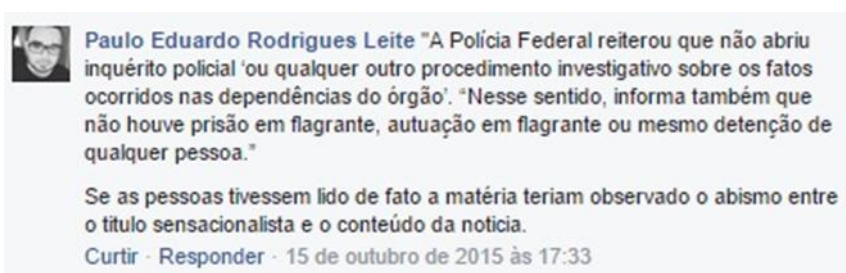 Paulo Eduardo Rodrigues Leite "A Polícia Federal reiterou que não abriu
inquérito policial 'ou qualquer outro procedimento investigativo sobre os fatos
ocorridos nas dependências do órgão'. "Nesse sentido, informa também que
não houve prisão em flagrante, autuação em flagrante ou mesmo detenção de
qualquer pessoa."
Se as pessoas tivessem lido de fato a matéria teriam observado o abismo entre
o titulo sensacionalista e o conteúdo da noticia.
Curtir · Responder · 15 de outubro de 2015 às 17:33